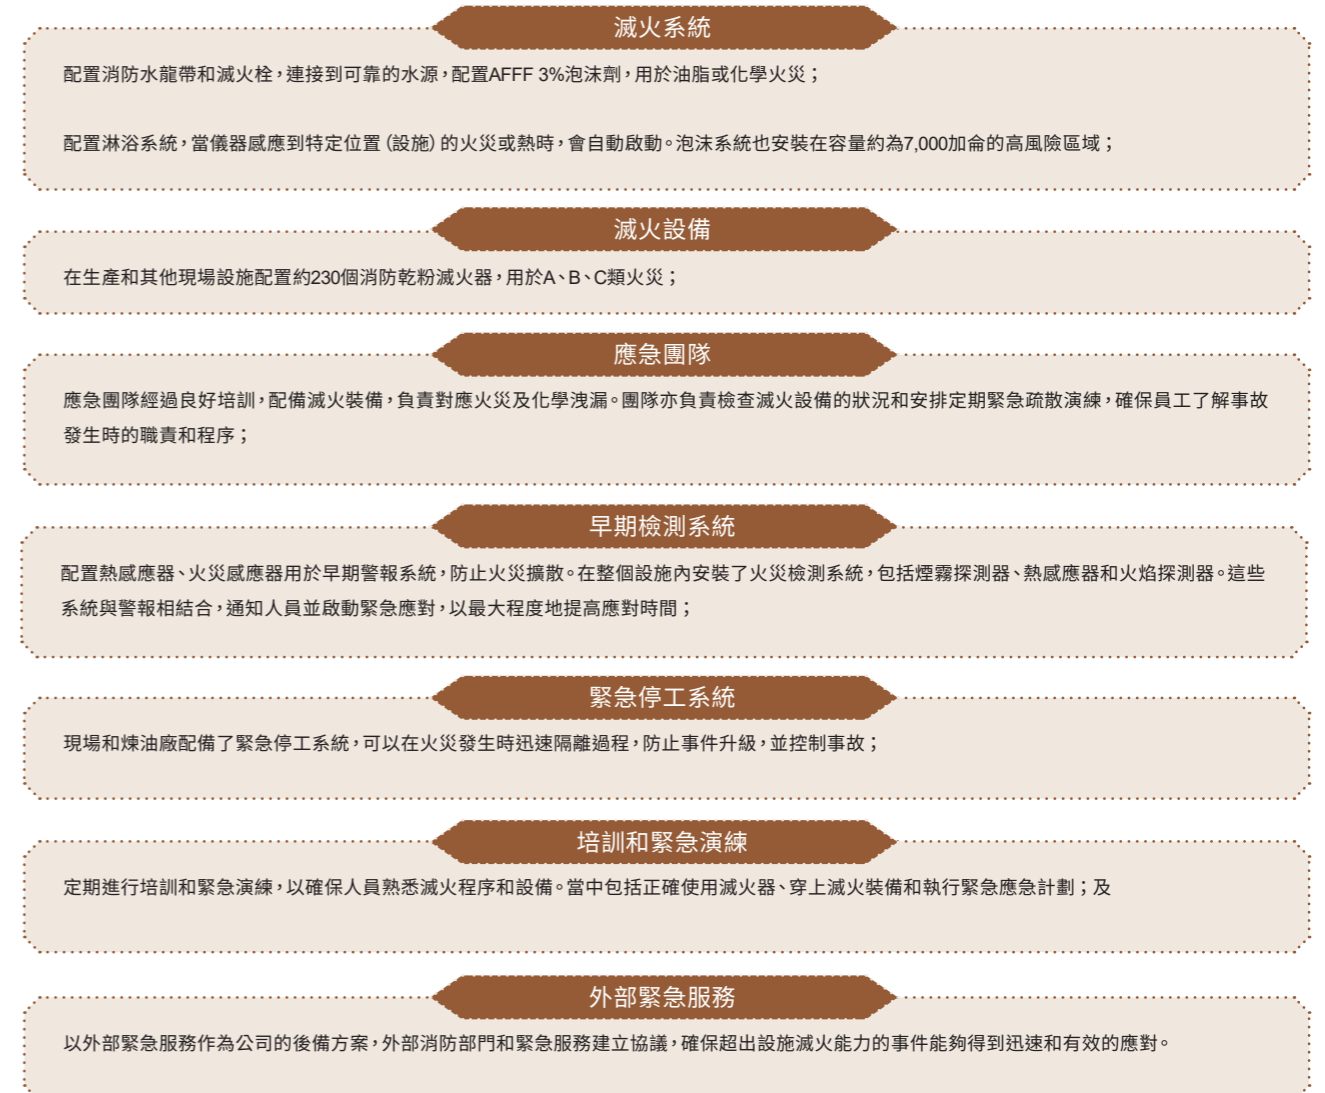 滅火系統
配置消防水龍帶和滅火栓，連接到可靠的水源，配置AFFF 3%泡沫劑，用於油脂或化學火災；
配置淋浴系統，當儀器感應到特定位置（設施）的火災或熱時，會自動啟動。泡沫系統也安裝在容量約為7,000加侖的高風險區域；
滅火設備
在生產和其他現場設施配置約230個消防乾粉滅火器，用於A、B、C類火災；
應急團隊
應急團隊經過良好培訓，配備滅火裝備，負責對應火災及化學洩漏。團隊亦負責檢查滅火設備的狀況和安排定期緊急疏散演練，確保員工了解事故
發生時的職責和程序；
早期檢測系統
配置熱感應器、火災感應器用於早期警報系統，防止火災擴散。在整個設施內安裝了火災檢測系統，包括煙霧探測器、熱感應器和火焰探測器。這些
系統與警報相結合，通知人員並啟動緊急應對，以最大程度地提高應對時間；
緊急停工系統
現場和煉油廠配備了緊急停工系統，可以在火災發生時迅速隔離過程，防止事件升級，並控制事故；
培訓和緊急演練
定期進行培訓和緊急演練，以確保人員熟悉滅火程序和設備。當中包括正確使用滅火器、穿上滅火裝備和執行緊急應急計劃；及
外部緊急服務
以外部緊急服務作為公司的後備方案，外部消防部門和緊急服務建立協議，確保超出設施滅火能力的事件能夠得到迅速和有效的應對。